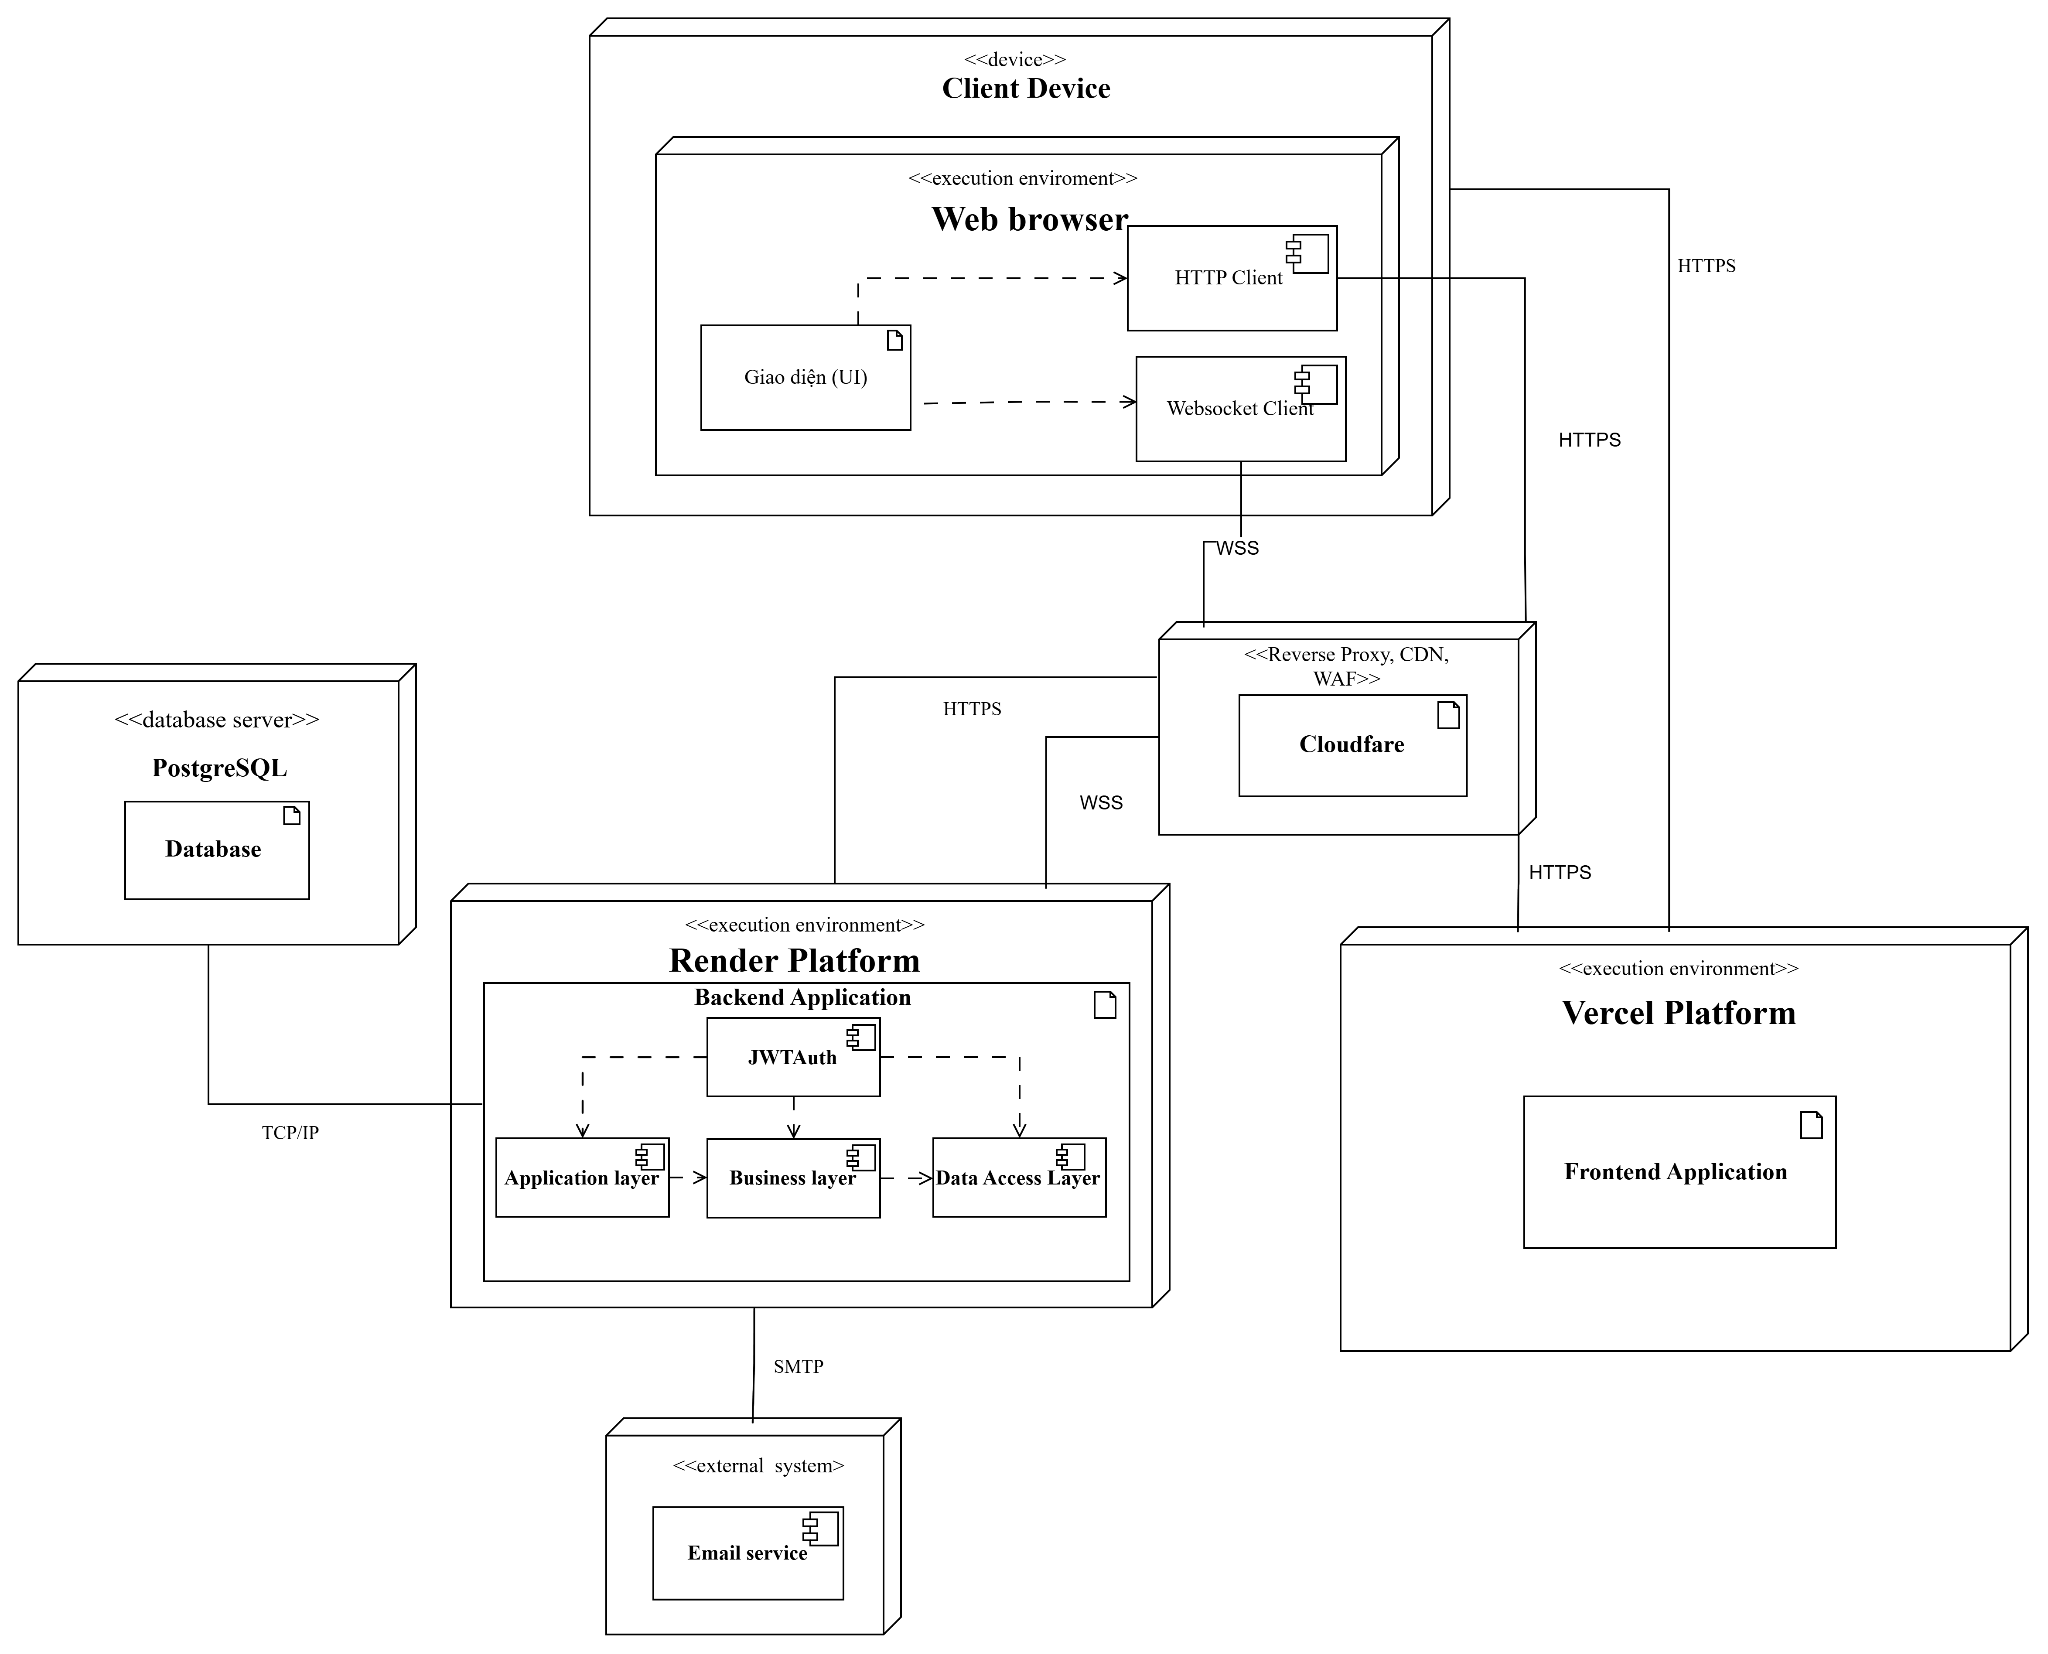 <<device>>
Client Device
<<execution enviroment>>
Web browser
HTTP Client
Giao diện (UI)
Websocket Client
HTTPS
HTTPS
WSS
<<Reverse Proxy, CDN,
WAF>>
Cloudfare
HTTPS
WSS
HTTPS
<<database server>>
PostgreSQL
Database
TCP/IP
<<execution environment>>
Render Platform
Backend Application
JWTAuth
Application layer
Business layer
Data Access Layer
<<execution environment>>
Vercel Platform
Frontend Application
SMTP
<<external  system>
Email service